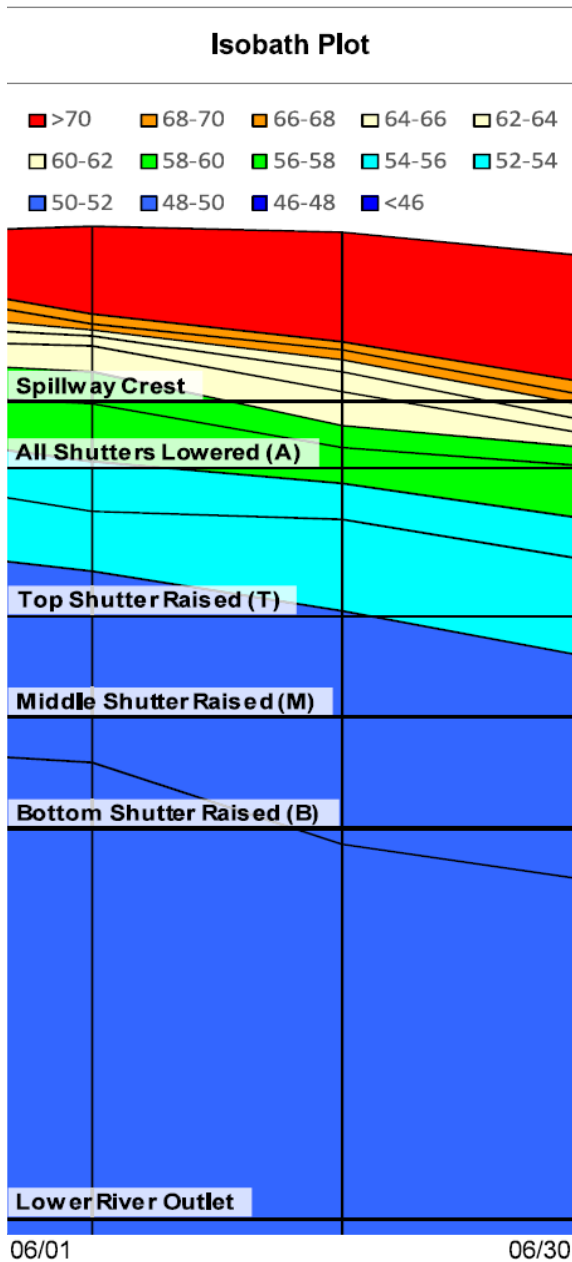 Isobath Plot
>70 68-70 66-68 64-66 62-64
60-62 58-60 56-58 54-56 52-54
50-52 48-50 46-48 <46
Spillway Crest
All Shutters Lowered (A)
Top Shutter Raised (T)
Middle Shutter Raised (M)
Bottom Shutter Raised (B)
Lower River Outlet
06/01 06/30